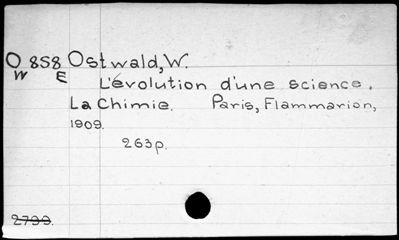 O 858 Ostwald, W.
W E L'évolution d'une science.
La Chimie. Paris, Flammarion,
1909.
263p.
2799.